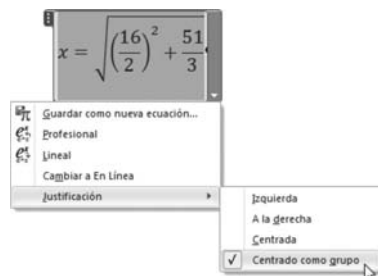 x = √((16/2)² + 51/3
Guardar como nueva ecuación...
Profesional
Lineal
Cambiar a En Línea
Justificación
Izquierda
A la derecha
Centrada
Centrado como grupo